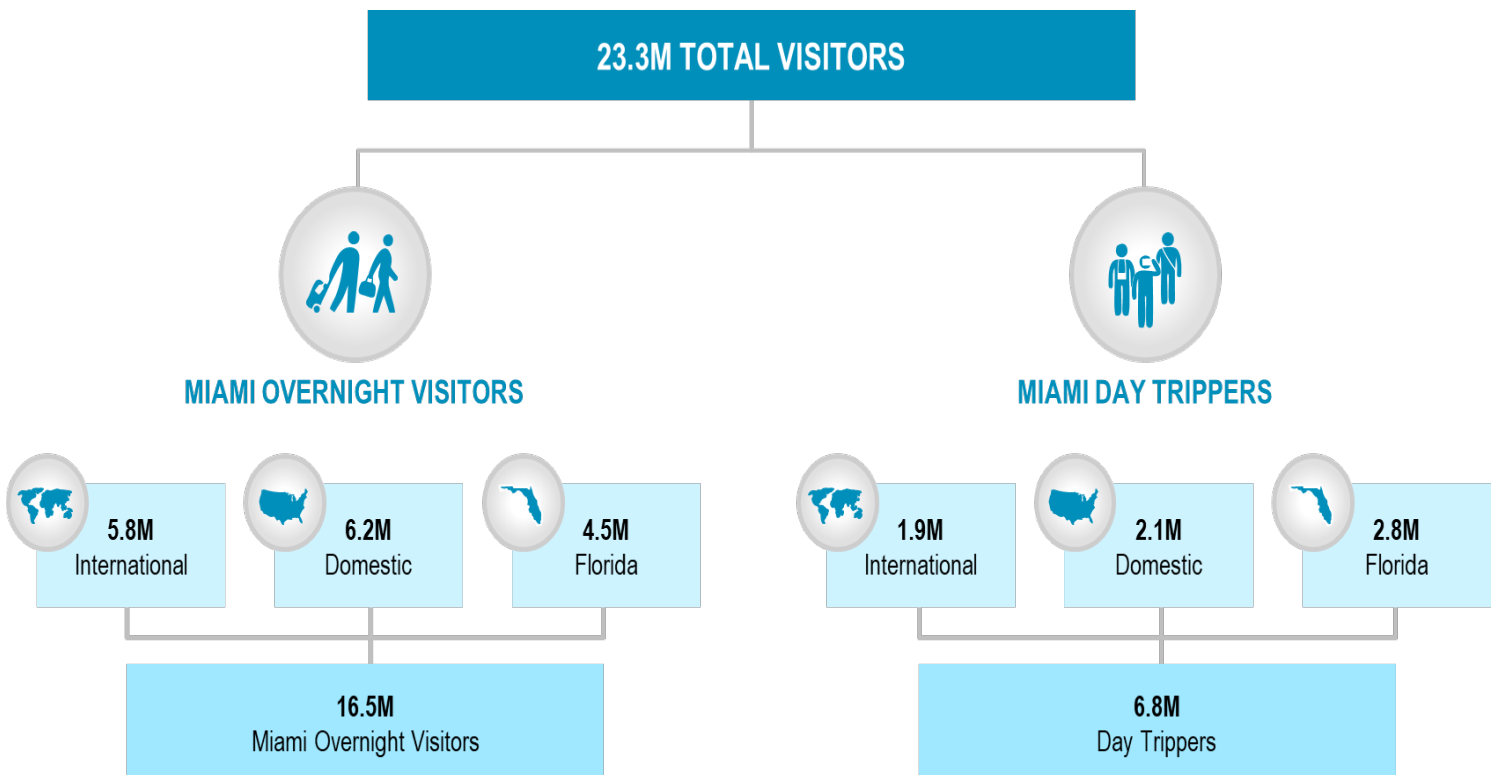 23.3M TOTAL VISITORS
MIAMI OVERNIGHT VISITORS
MIAMI DAY TRIPPERS
5.8M
International
6.2M
Domestic
4.5M
Florida
1.9M
International
2.1M
Domestic
2.8M
Florida
16.5M
Miami Overnight Visitors
6.8M
Day Trippers